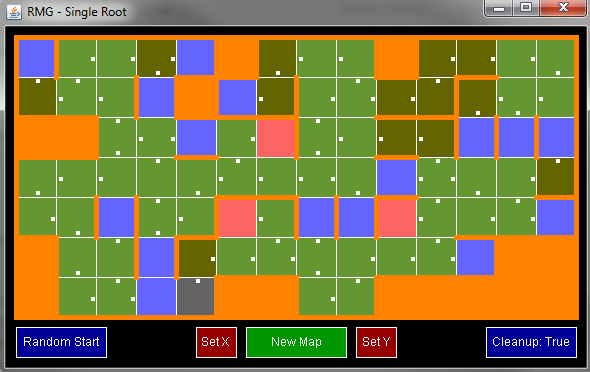 RMG - Single Root
Random Start
Set X
New Map
Set Y
Cleanup: True